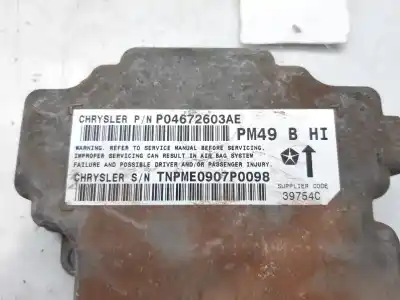 CHRYSLER P/N P04672603AE
PM49 B HI
WARNING. REFER TO SERVICE MANUAL BEFORE SERVICING.
IMPROPER SERVICING CAN RESULT IN AIR BAG SYSTEM
FAILURE AND POSSIBLE DRIVER AND/OR PASSENGER INJURY.
CHRYSLER S/N TNPME0907P0098
SUPPLIER CODE
39754C